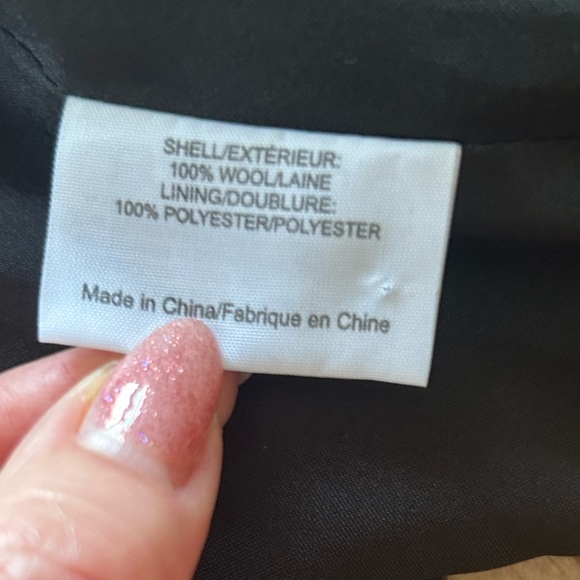 SHELL/EXTÉRIEUR:
100% WOOL/LAINE
LINING/DOUBLURE:
100% POLYESTER/POLYESTER
Made in China/Fabrique en Chine